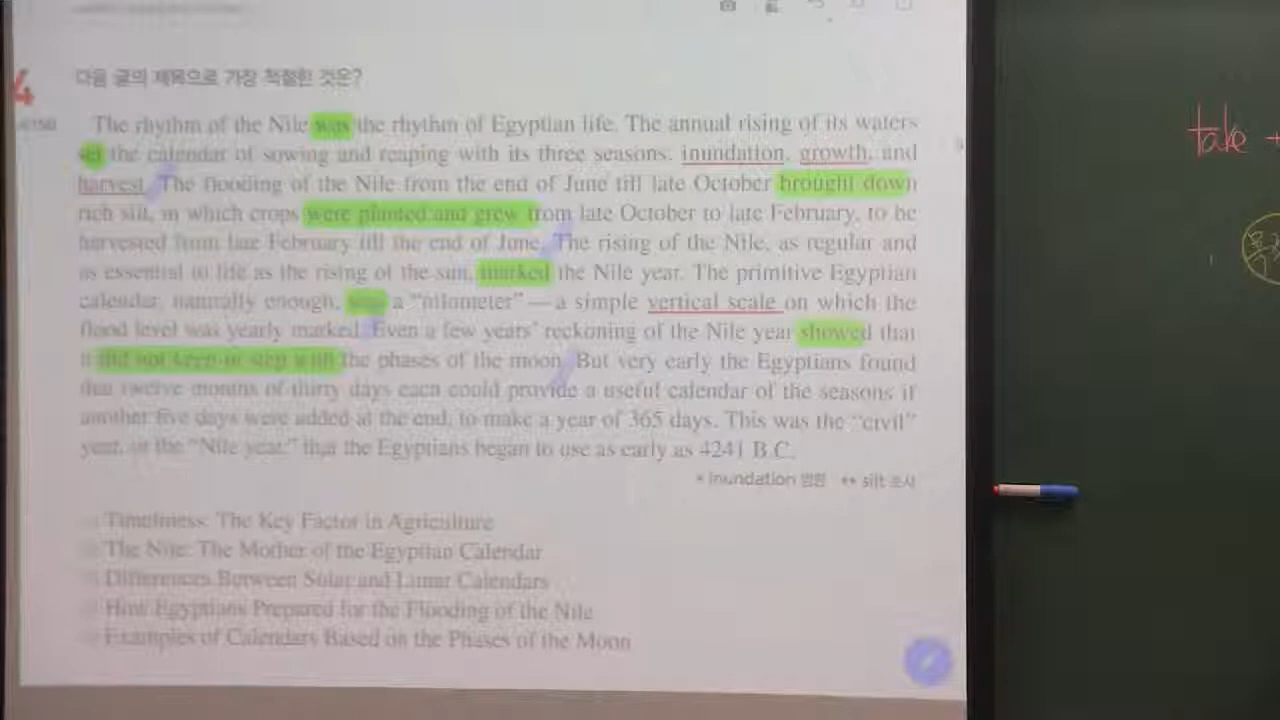 4
다음 글의 제목으로 가장 적절한 것은?
The rhythm of the Nile was the rhythm of Egyptian life. The annual rising of its waters
set the calendar of sowing and reaping with its three seasons: inundation, growth, and
harvest. The flooding of the Nile from the end of June till late October brought down
rich silt, in which crops were planted and grew from late October to late February, to be
harvested from late February till the end of June. The rising of the Nile, as regular and
as essential to life as the rising of the sun, marked the Nile year. The primitive Egyptian
calendar, naturally enough, was a "nilometer" — a simple vertical scale on which the
flood level was yearly marked. Even a few years' reckoning of the Nile year showed that
it did not keep in step with the phases of the moon. But very early the Egyptians found
that twelve months of thirty days each could provide a useful calendar of the seasons if
another five days were added at the end, to make a year of 365 days. This was the "civil"
year, or the "Nile year," that the Egyptians began to use as early as 4241 B.C.
* inundation 범람 ** silt 토사
Timeliness: The Key Factor in Agriculture
The Nile: The Mother of the Egyptian Calendar
Differences Between Solar and Lunar Calendars
How Egyptians Prepared for the Flooding of the Nile
Examples of Calendars Based on the Phases of the Moon
take +